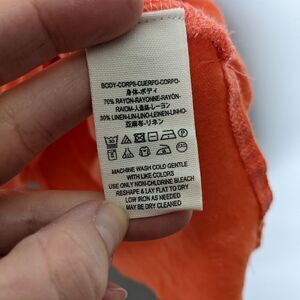 BODY-CORPS-CUERPO-CORPO-
身体-ボディ
70% RAYON-RAYONNE-RAYÓN-
RAIOM-人造絲-レーヨン
30% LINEN-LIN-LINO-LEINEN-LINHO-
亞麻布-リネン
MACHINE WASH COLD GENTLE
WITH LIKE COLORS
USE ONLY NON-CHLORINE BLEACH
RESHAPE & LAY FLAT TO DRY
LOW IRON AS NEEDED
MAY BE DRY CLEANED